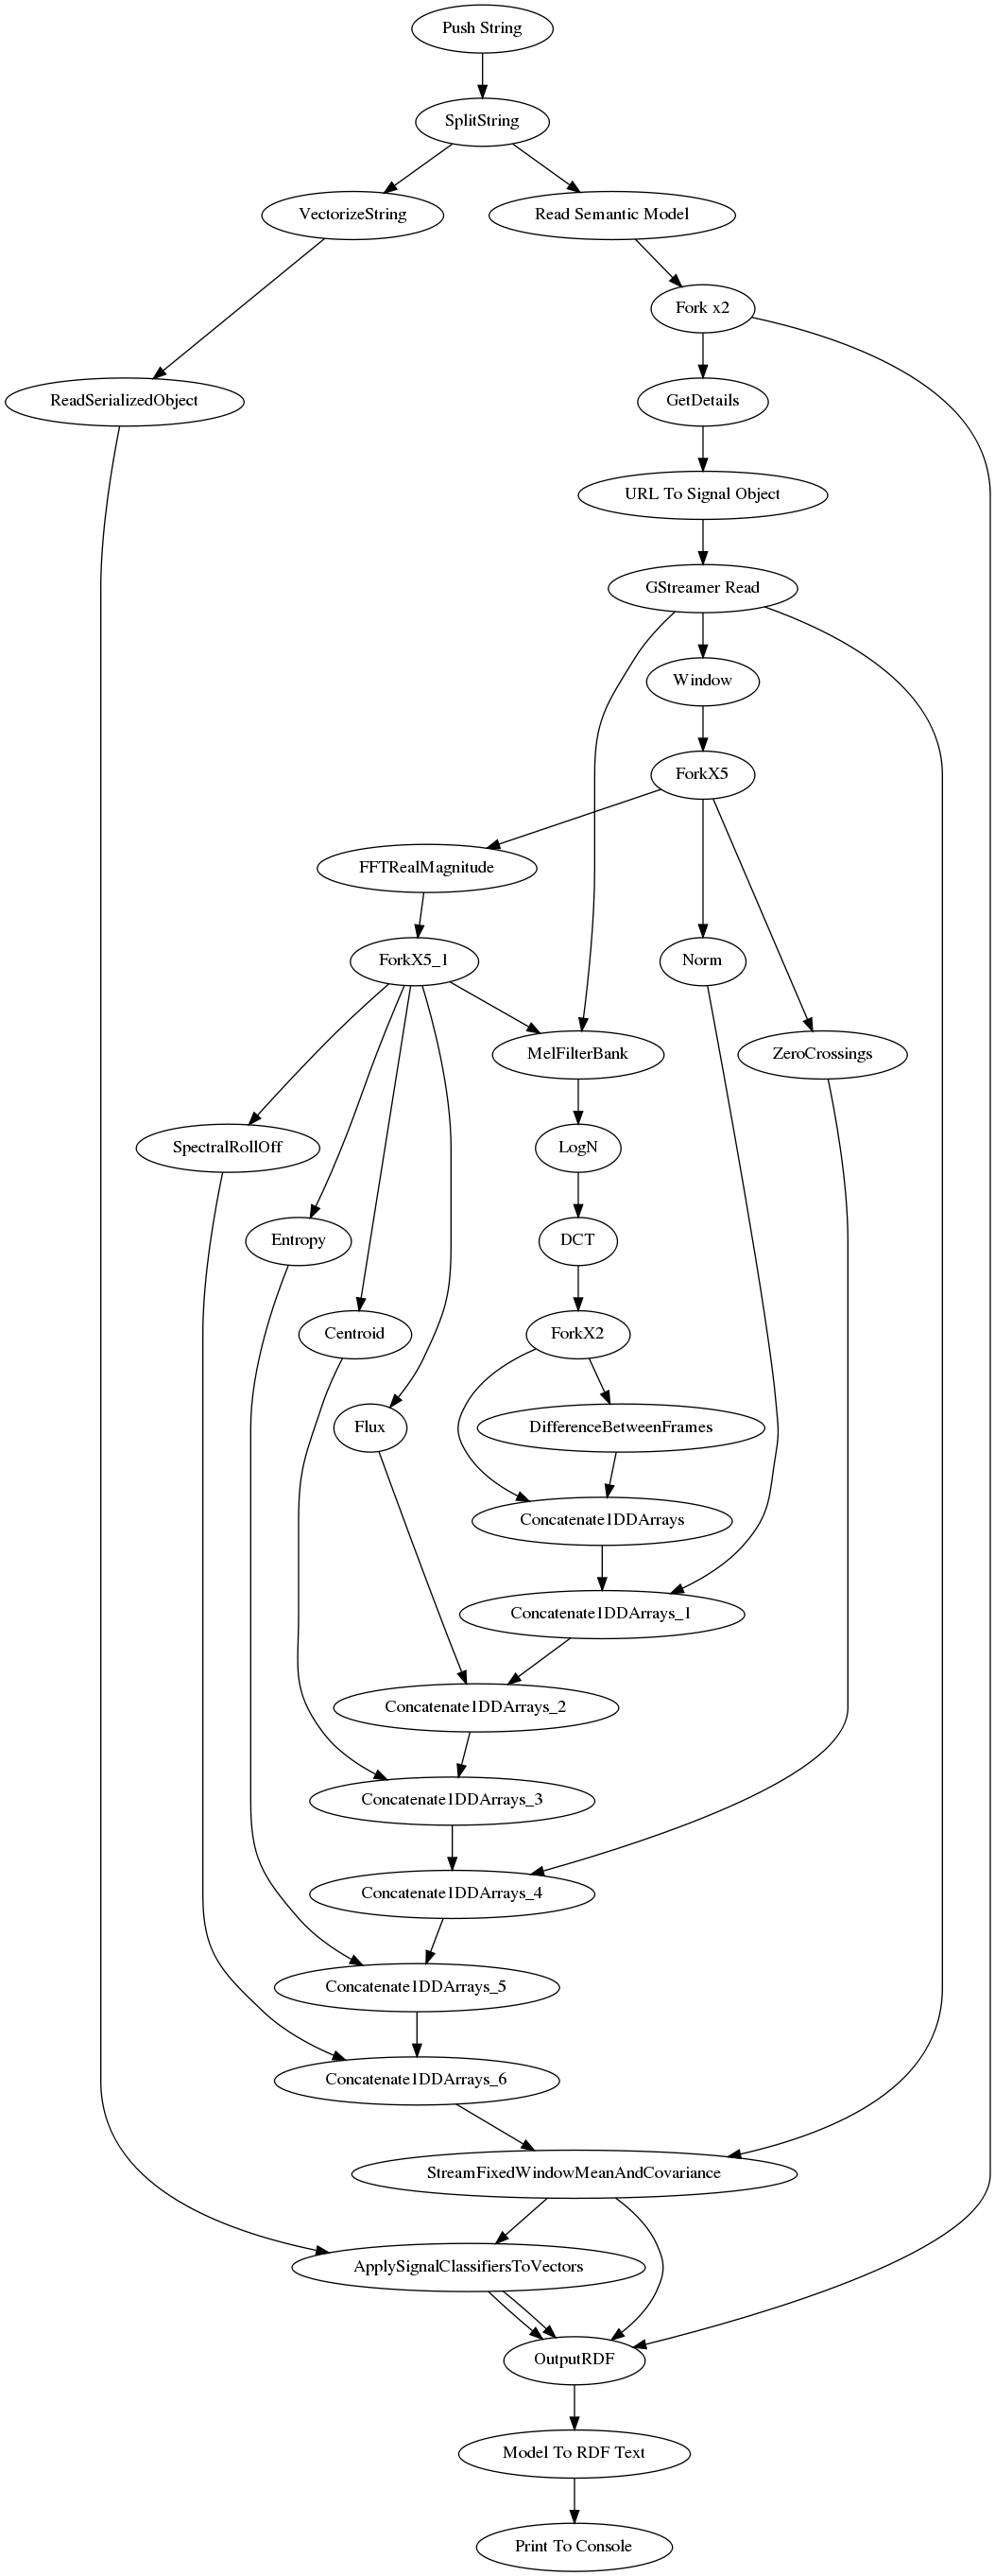 Push String
SplitString
VectorizeString
Read Semantic Model
Fork x2
ReadSerializedObject
GetDetails
URL To Signal Object
GStreamer Read
Window
ForkX5
FFTRealMagnitude
ForkX5_1
Norm
MelFilterBank
ZeroCrossings
SpectralRollOff
LogN
Entropy
DCT
Centroid
ForkX2
Flux
DifferenceBetweenFrames
Concatenate1DDArrays
Concatenate1DDArrays_1
Concatenate1DDArrays_2
Concatenate1DDArrays_3
Concatenate1DDArrays_4
Concatenate1DDArrays_5
Concatenate1DDArrays_6
StreamFixedWindowMeanAndCovariance
ApplySignalClassifiersToVectors
OutputRDF
Model To RDF Text
Print To Console